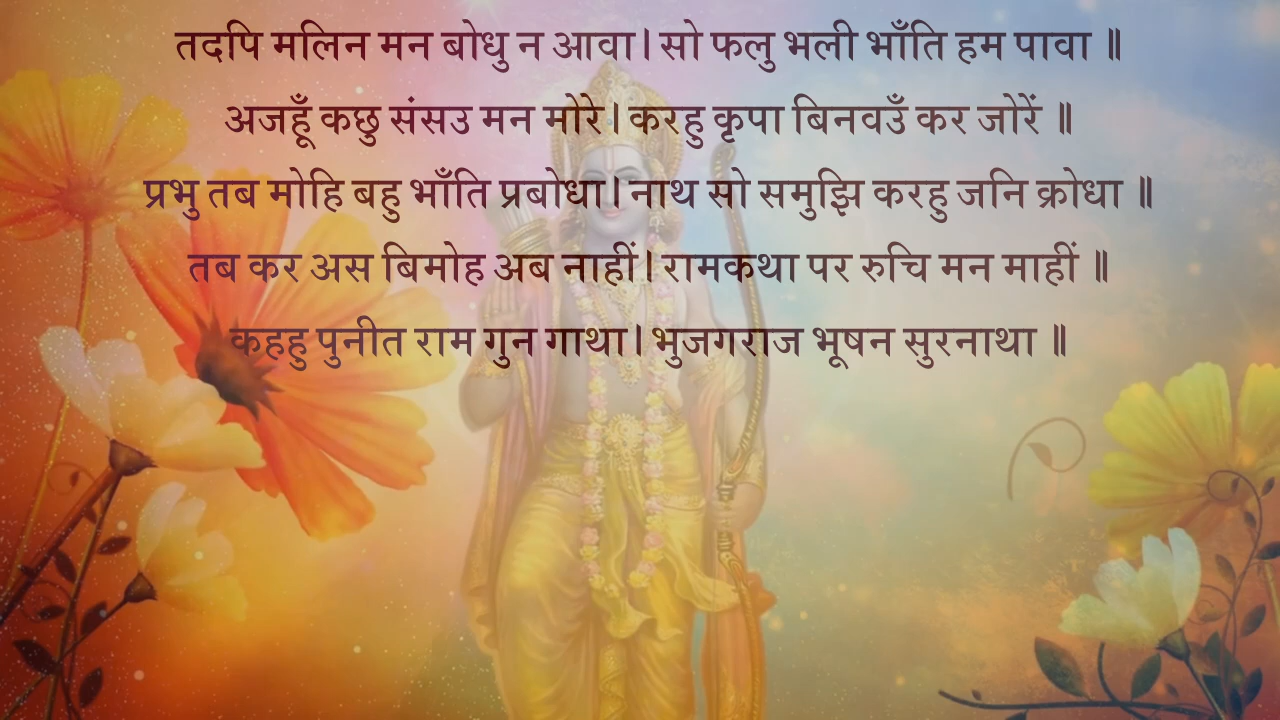 तदपि मलिन मन बोधु न आवा। सो फलु भली भाँति हम पावा ॥
अजहूँ कछु संसउ मन मोरे। करहु कृपा बिनवउँ कर जोरें ॥
प्रभु तब मोहि बहु भाँति प्रबोधा। नाथ सो समुझि करहु जनि क्रोधा ॥
तब कर अस बिमोह अब नाहीं। रामकथा पर रुचि मन माहीं ॥
कहहु पुनीत राम गुन गाथा। भुजगराज भूषन सुरनाथा ॥